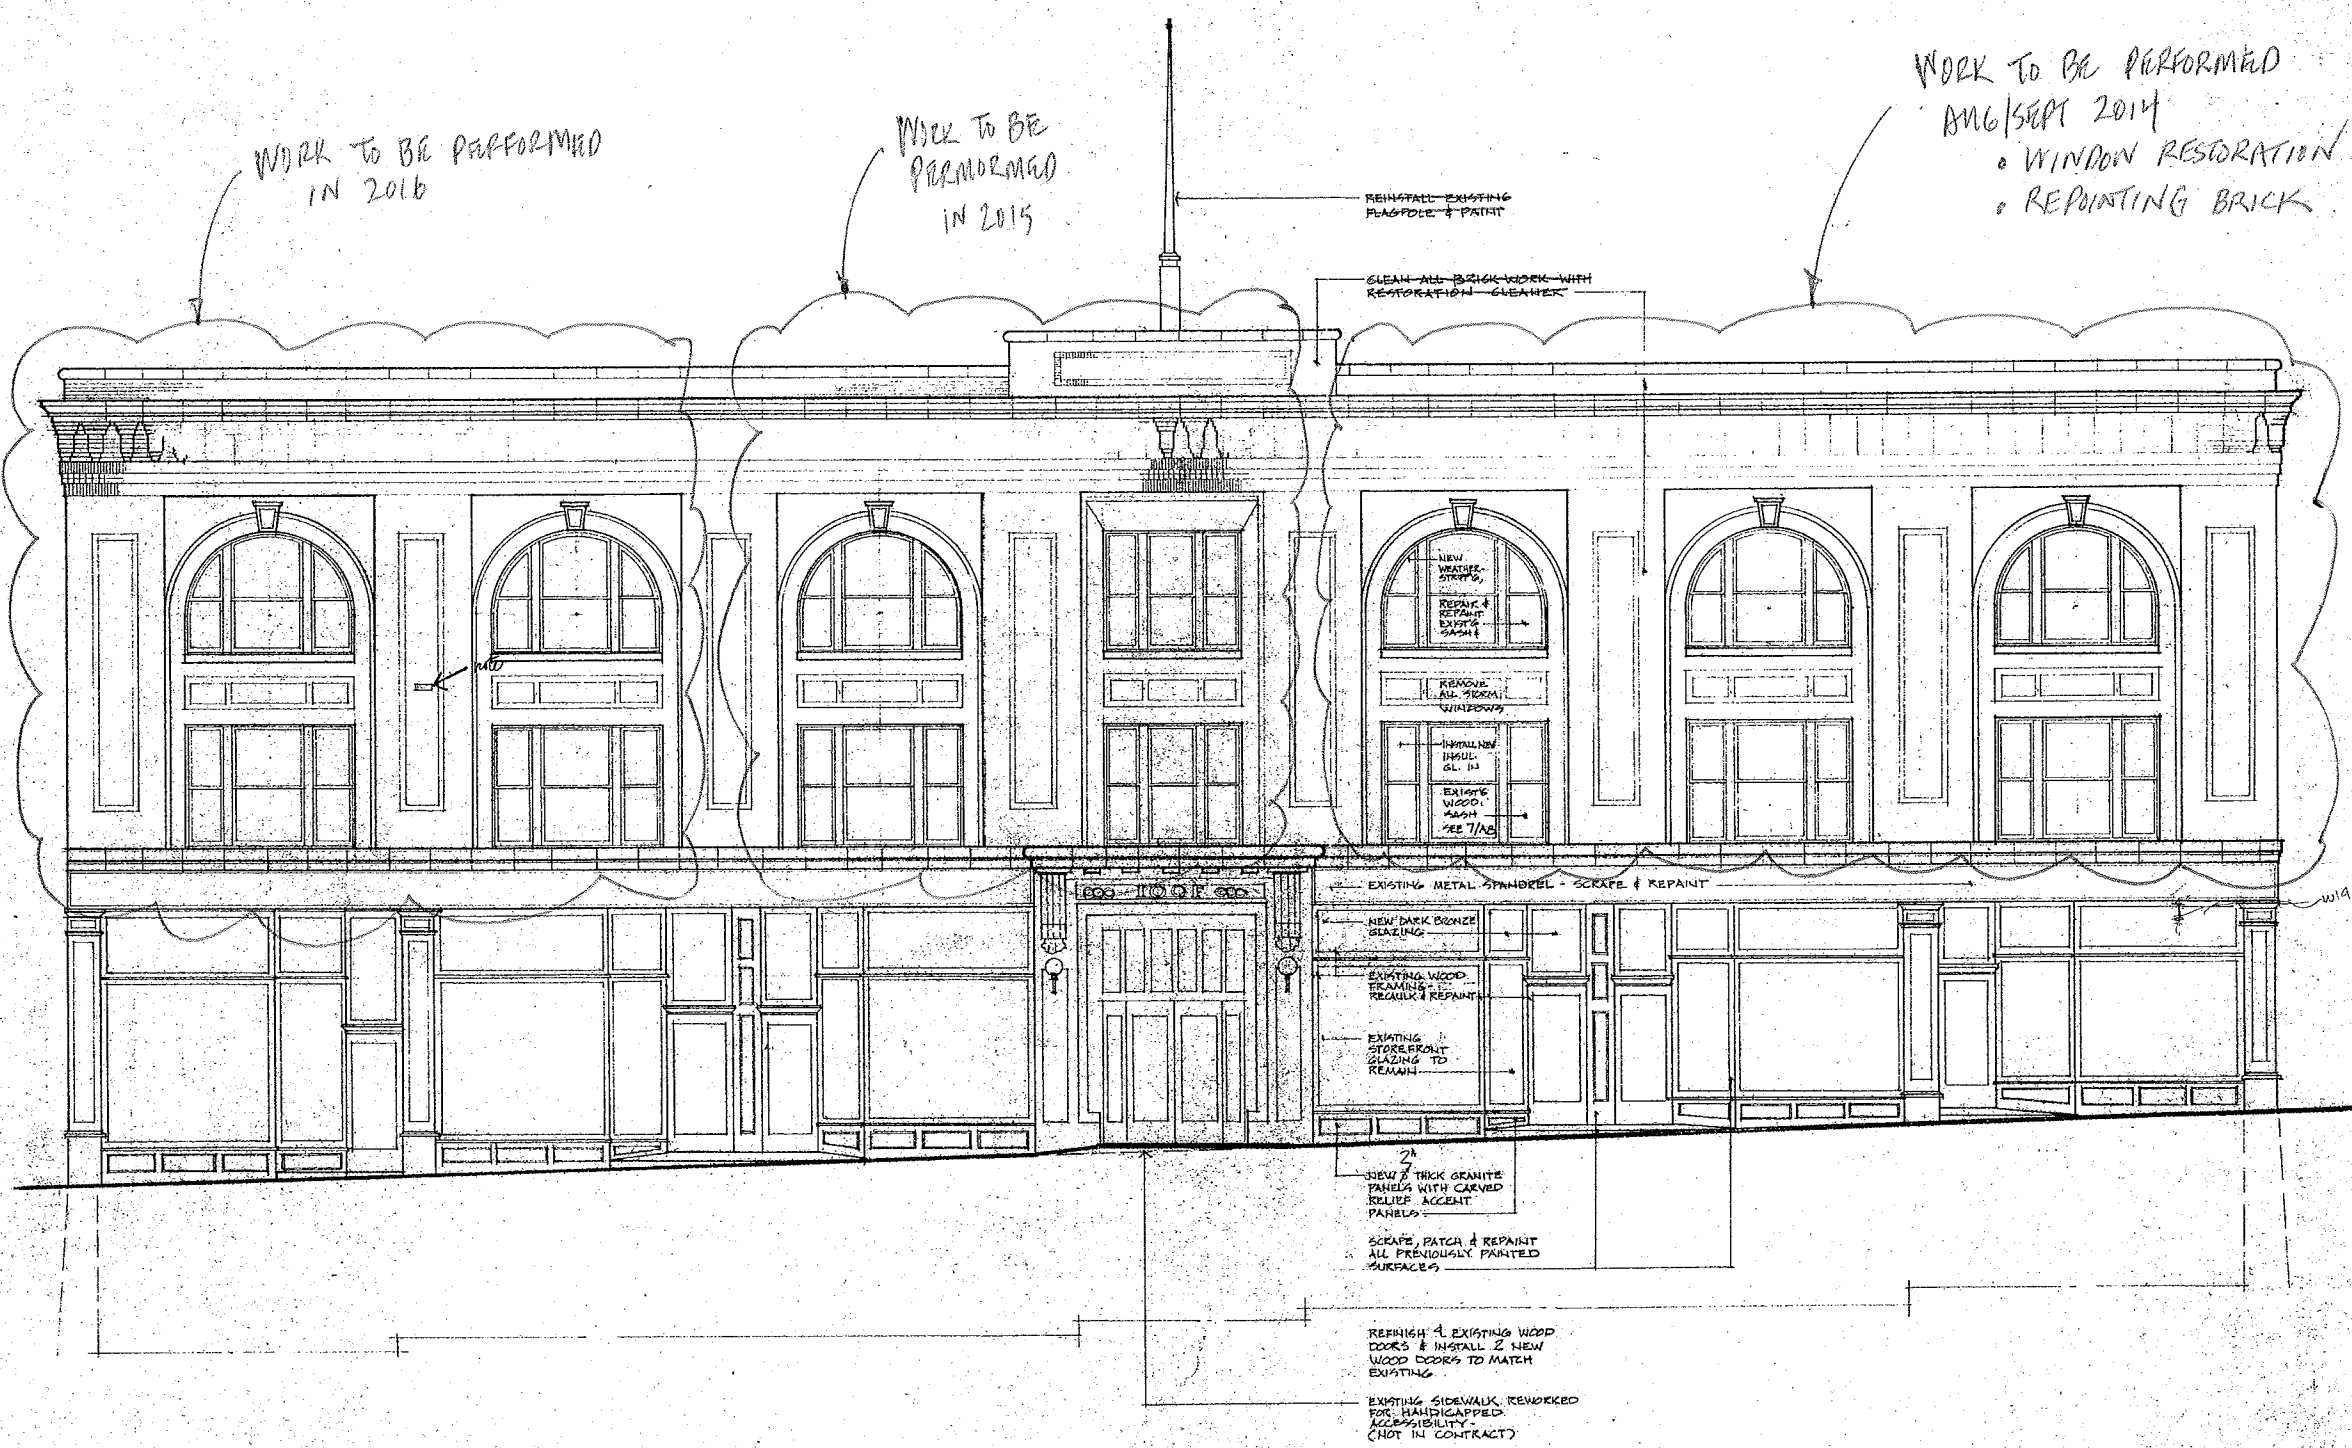 WORK TO BE PERFORMED
IN 2016
WORK TO BE
PERMORMED
IN 2015
WORK TO BE PERFORMED
AUG/SEPT 2014
• WINDOW RESTORATION
• REPOINTING BRICK
REINSTALL EXISTING
FLAGPOLE & PAINT
CLEAN ALL BRICK WORK WITH
RESTORATION CLEANER
NEW
WEATHER-
STRIP'G,
REPAIR &
REPAINT
EXIST'G
SASH &
REMOVE
ALL STORM
WINDOWS
INSTALL NEW
INSUL.
GL. IN
EXIST'G
WOOD
SASH
SEE 7/A8
note
IOOF
EXISTING METAL SPANDREL - SCRAPE & REPAINT
NEW DARK BRONZE
GLAZING
EXISTING WOOD
FRAMING-
RECAULK & REPAINT
EXISTING
STOREFRONT
GLAZING TO
REMAIN
NEW THICK GRANITE
PANELS WITH CARVED
RELIEF ACCENT
PANELS
SCRAPE, PATCH & REPAINT
ALL PREVIOUSLY PAINTED
SURFACES
REFINISH 4 EXISTING WOOD
DOORS & INSTALL 2 NEW
WOOD DOORS TO MATCH
EXISTING
EXISTING SIDEWALK REWORKED
FOR HANDICAPPED
ACCESSIBILITY-
(NOT IN CONTRACT)